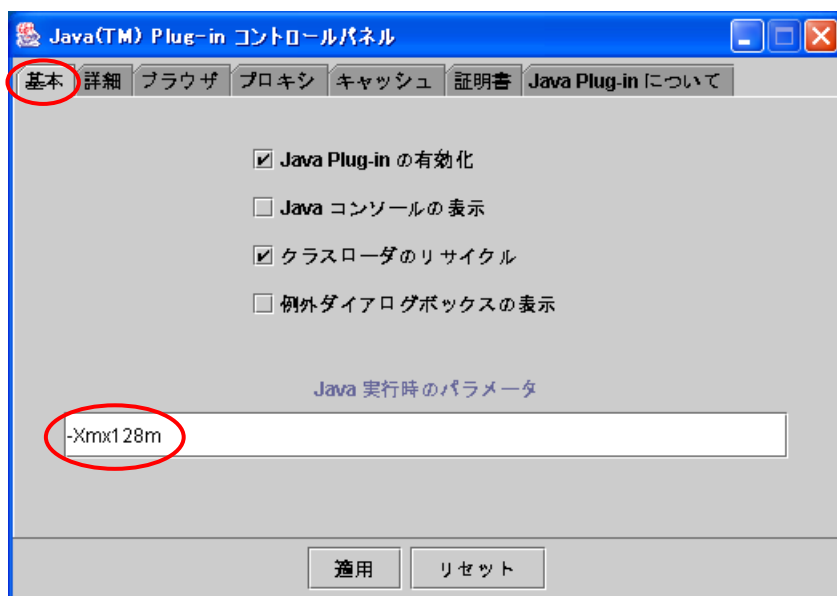 Java(TM) Plug-in コントロールパネル
基本 詳細 ブラウザ プロキシ キャッシュ 証明書 Java Plug-in について
Java Plug-in の有効化
Java コンソールの表示
クラスローダのリサイクル
例外ダイアログボックスの表示
Java 実行時のパラメータ
-Xmx128m
適用 リセット